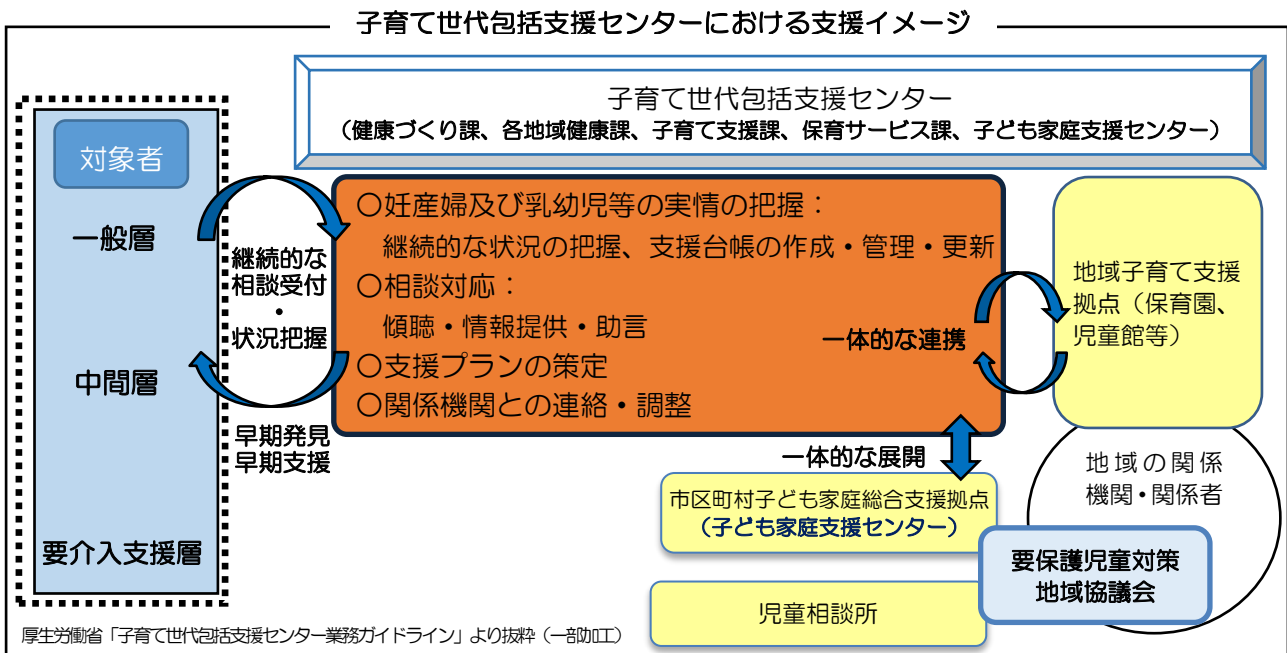 子育て世代包括支援センターにおける支援イメージ
子育て世代包括支援センター
（健康づくり課、各地域健康課、子育て支援課、保育サービス課、子ども家庭支援センター）
対象者
一般層
中間層
要介入支援層
継続的な
相談受付
・
状況把握
早期発見
早期支援
〇妊産婦及び乳幼児等の実情の把握：
継続的な状況の把握、支援台帳の作成・管理・更新
〇相談対応：
傾聴・情報提供・助言
〇支援プランの策定
〇関係機関との連絡・調整
一体的な連携
地域子育て支援
拠点（保育園、
児童館等）
一体的な展開
市区町村子ども家庭総合支援拠点
（子ども家庭支援センター）
地域の関係
機関・関係者
要保護児童対策
地域協議会
児童相談所
厚生労働省「子育て世代包括支援センター業務ガイドライン」より抜粋（一部加工）